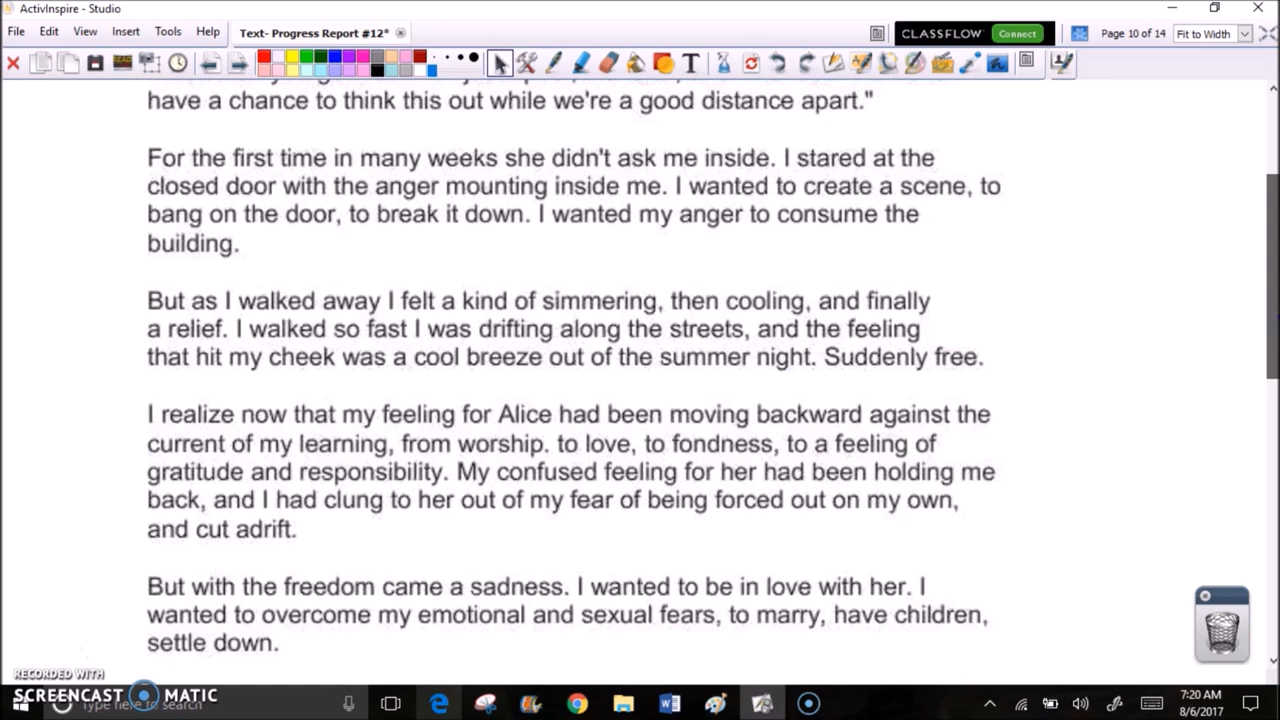 ActivInspire - Studio
File Edit View Insert Tools Help Text- Progress Report #12* CLASSFLOW Connect Page 10 of 14 Fit to Width
have a chance to think this out while we're a good distance apart."
For the first time in many weeks she didn't ask me inside. I stared at the
closed door with the anger mounting inside me. I wanted to create a scene, to
bang on the door, to break it down. I wanted my anger to consume the
building.
But as I walked away I felt a kind of simmering, then cooling, and finally
a relief. I walked so fast I was drifting along the streets, and the feeling
that hit my cheek was a cool breeze out of the summer night. Suddenly free.
I realize now that my feeling for Alice had been moving backward against the
current of my learning, from worship. to love, to fondness, to a feeling of
gratitude and responsibility. My confused feeling for her had been holding me
back, and I had clung to her out of my fear of being forced out on my own,
and cut adrift.
But with the freedom came a sadness. I wanted to be in love with her. I
wanted to overcome my emotional and sexual fears, to marry, have children,
settle down.
RECORDED WITH
SCREENCAST MATIC
Type here to search
7:20 AM
8/6/2017